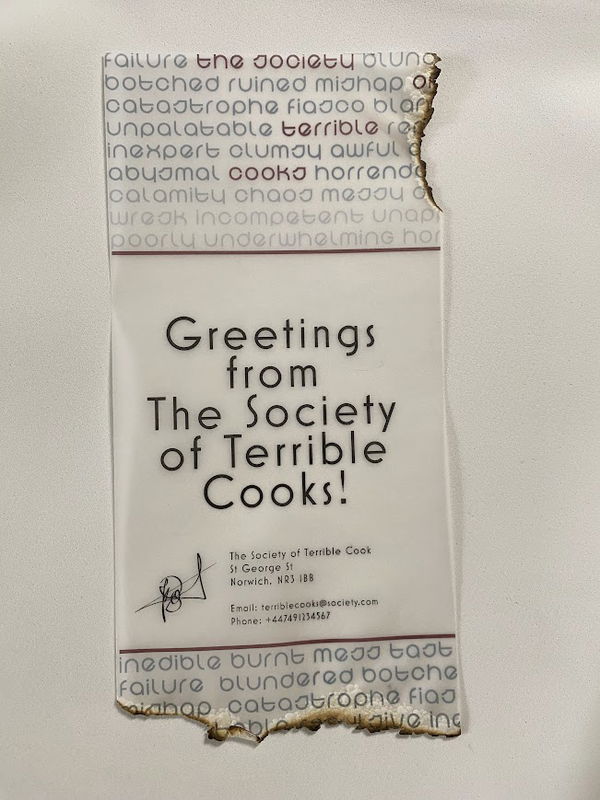 failure the society
botched ruined mishap
catastrophe fiasco
unpalatable terrible
inexpert clumsy awful
abysmal cooks
calamity chaos messy
wreak incompetent
poorly underwhelming
Greetings
from
The Society
of Terrible
Cooks!
The Society of Terrible Cook
St George St
Norwich, NR3 1BB
Email: terriblecooks@society.com
Phone: +447491234567
inedible burnt mess
failure blundered
catastrophe